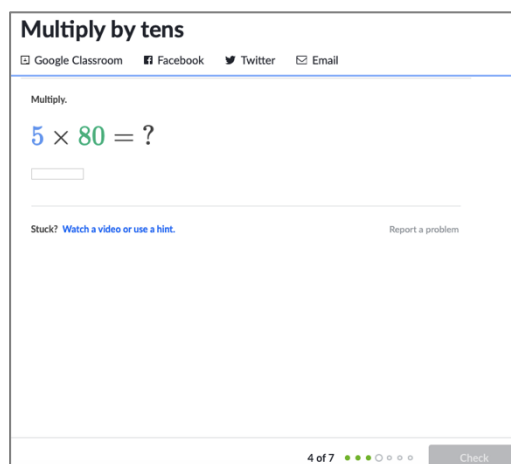 Multiply by tens
Google Classroom Facebook Twitter Email
Multiply.
5 × 80 = ?
Stuck? Watch a video or use a hint. Report a problem
4 of 7 Check